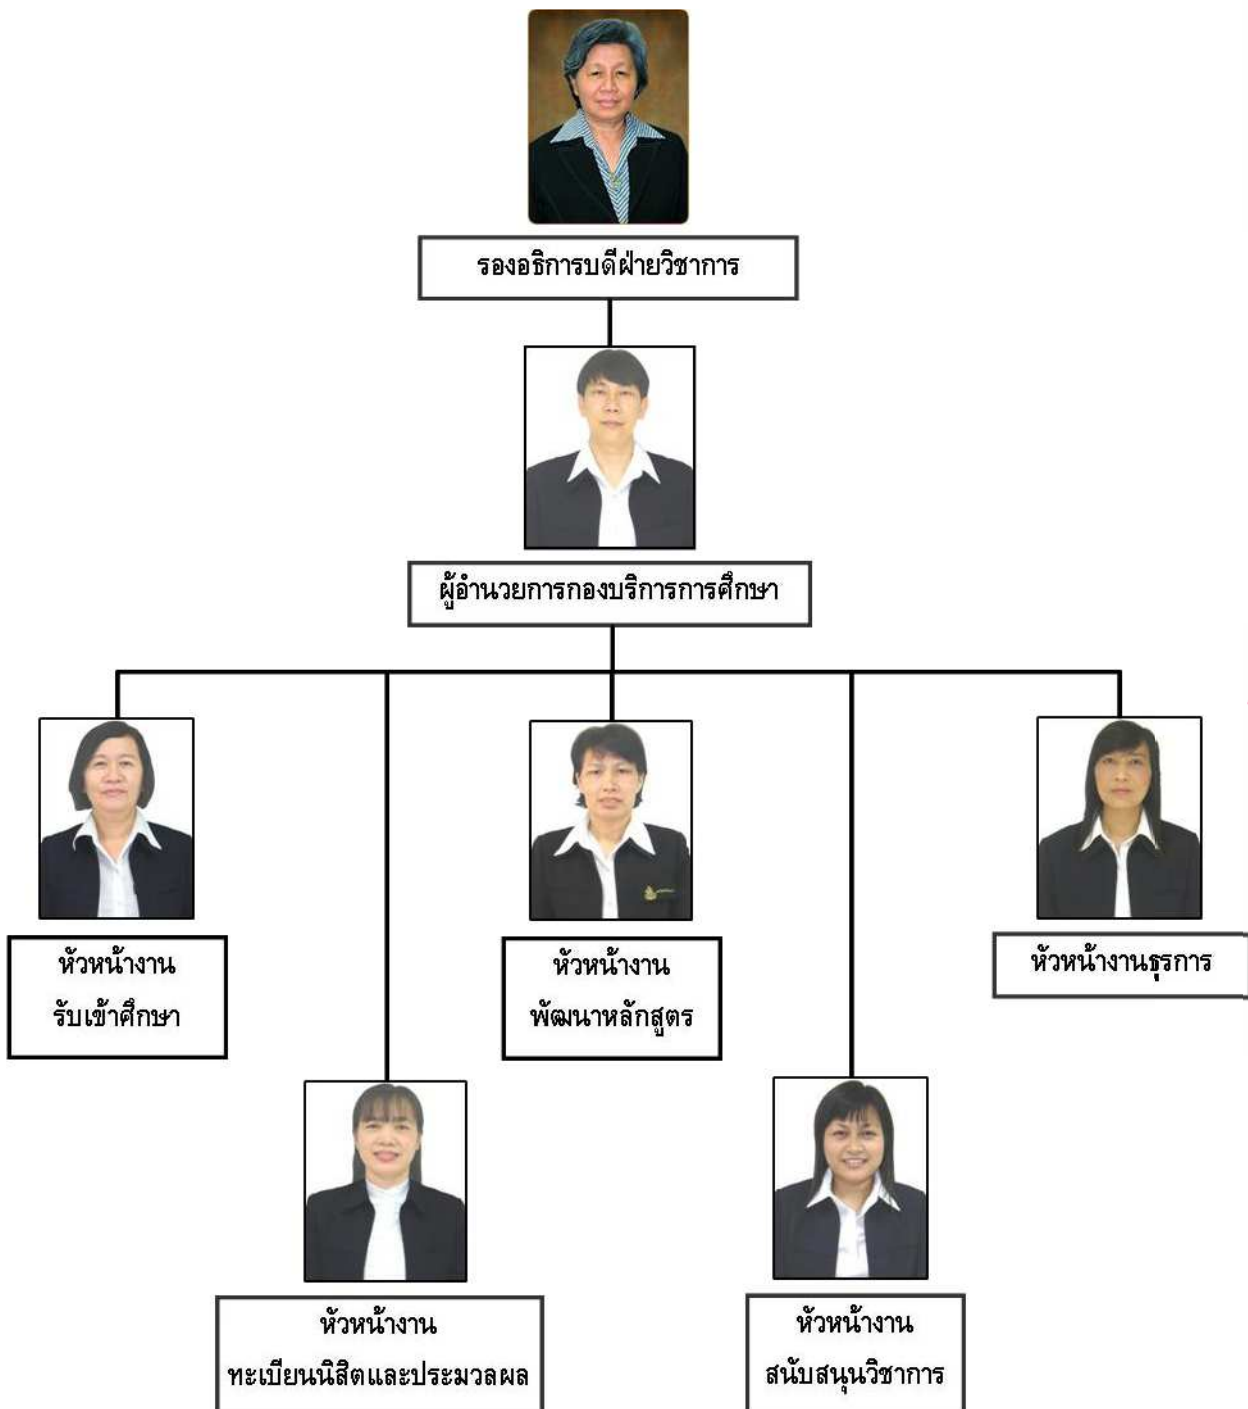 รองอธิการบดีฝ่ายวิชาการ
ผู้อำนวยการกองบริการการศึกษา
หัวหน้างาน
รับเข้าศึกษา
หัวหน้างาน
พัฒนาหลักสูตร
หัวหน้างานธุรการ
หัวหน้างาน
ทะเบียนนิสิตและประมวลผล
หัวหน้างาน
สนับสนุนวิชาการ